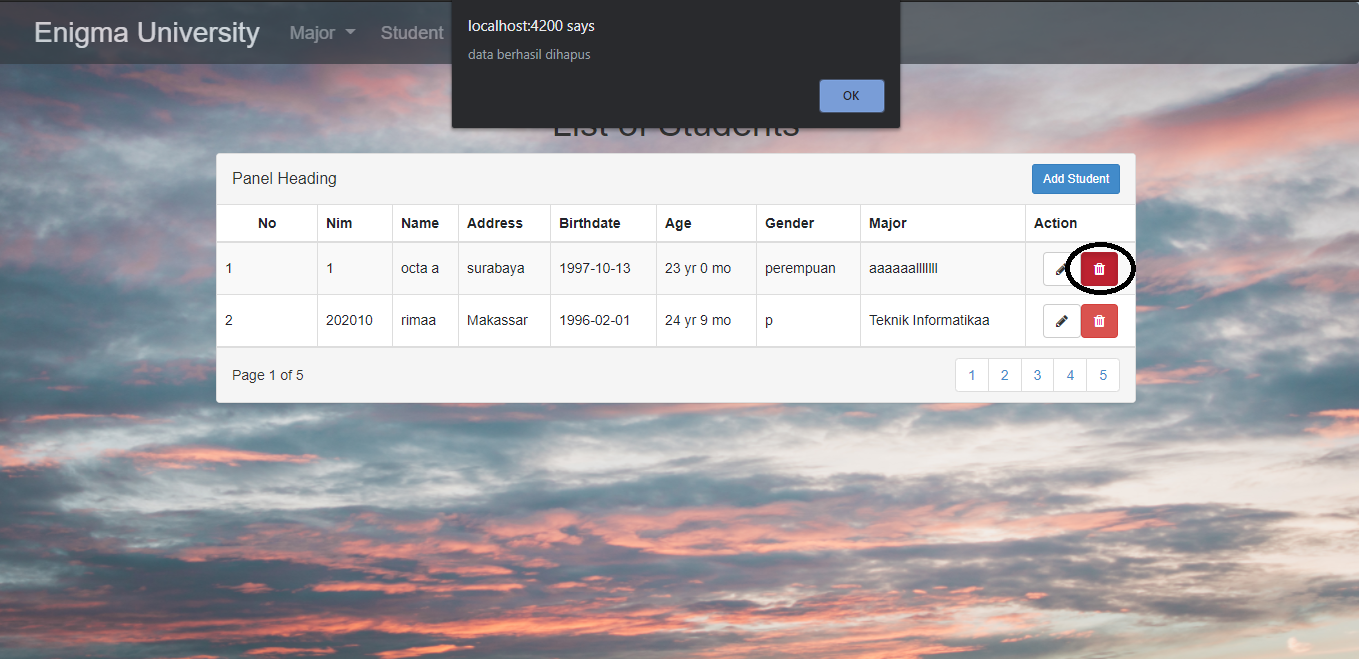 Enigma University Major Student
localhost:4200 says
data berhasil dihapus
OK
List of Students
Panel Heading Add Student
No Nim Name Address Birthdate Age Gender Major Action
1 1 octa a surabaya 1997-10-13 23 yr 0 mo perempuan aaaaaalllllll
2 202010 rimaa Makassar 1996-02-01 24 yr 9 mo p Teknik Informatikaa
Page 1 of 5 1 2 3 4 5